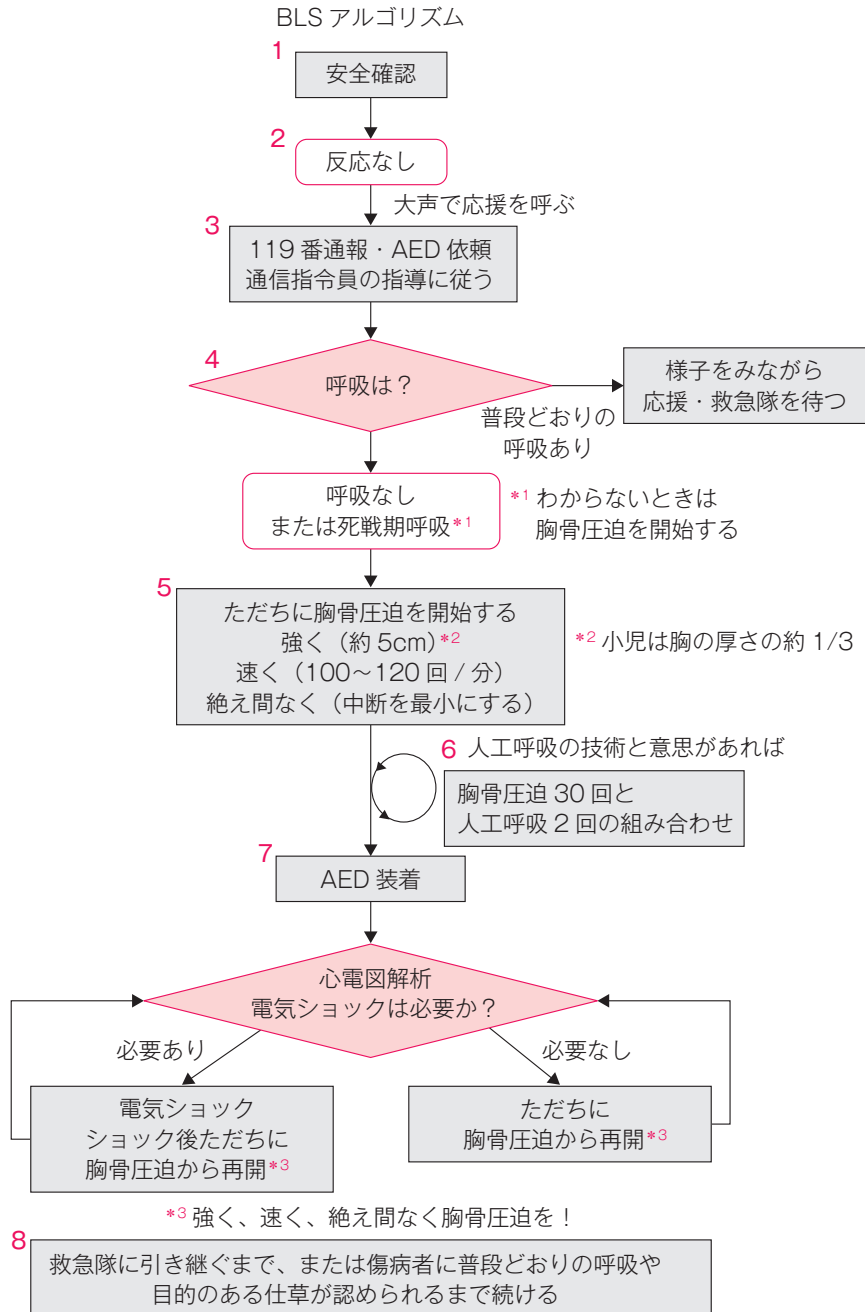 BLS アルゴリズム
1
安全確認
2
反応なし
大声で応援を呼ぶ
3
119 番通報・AED 依頼
通信指令員の指導に従う
4
呼吸は？
様子をみながら
応援・救急隊を待つ
普段どおりの
呼吸あり
呼吸なし
または死戦期呼吸*1
*1 わからないときは
胸骨圧迫を開始する
5
ただちに胸骨圧迫を開始する
強く（約 5cm）*2
速く（100〜120 回 / 分）
絶え間なく（中断を最小にする）
*2 小児は胸の厚さの約 1/3
6 人工呼吸の技術と意思があれば
胸骨圧迫 30 回と
人工呼吸 2 回の組み合わせ
7
AED 装着
心電図解析
電気ショックは必要か？
必要あり
必要なし
電気ショック
ショック後ただちに
胸骨圧迫から再開*3
ただちに
胸骨圧迫から再開*3
*3 強く、速く、絶え間なく胸骨圧迫を！
8
救急隊に引き継ぐまで、または傷病者に普段どおりの呼吸や
目的のある仕草が認められるまで続ける